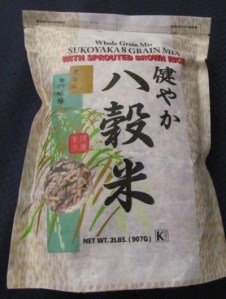 Whole Grain Mix
SUKOYAKA 8 GRAIN MIX
WITH SPROUTED BROWN RICE
健やか
八穀米
NET WT. 2LBS. (907G)
K